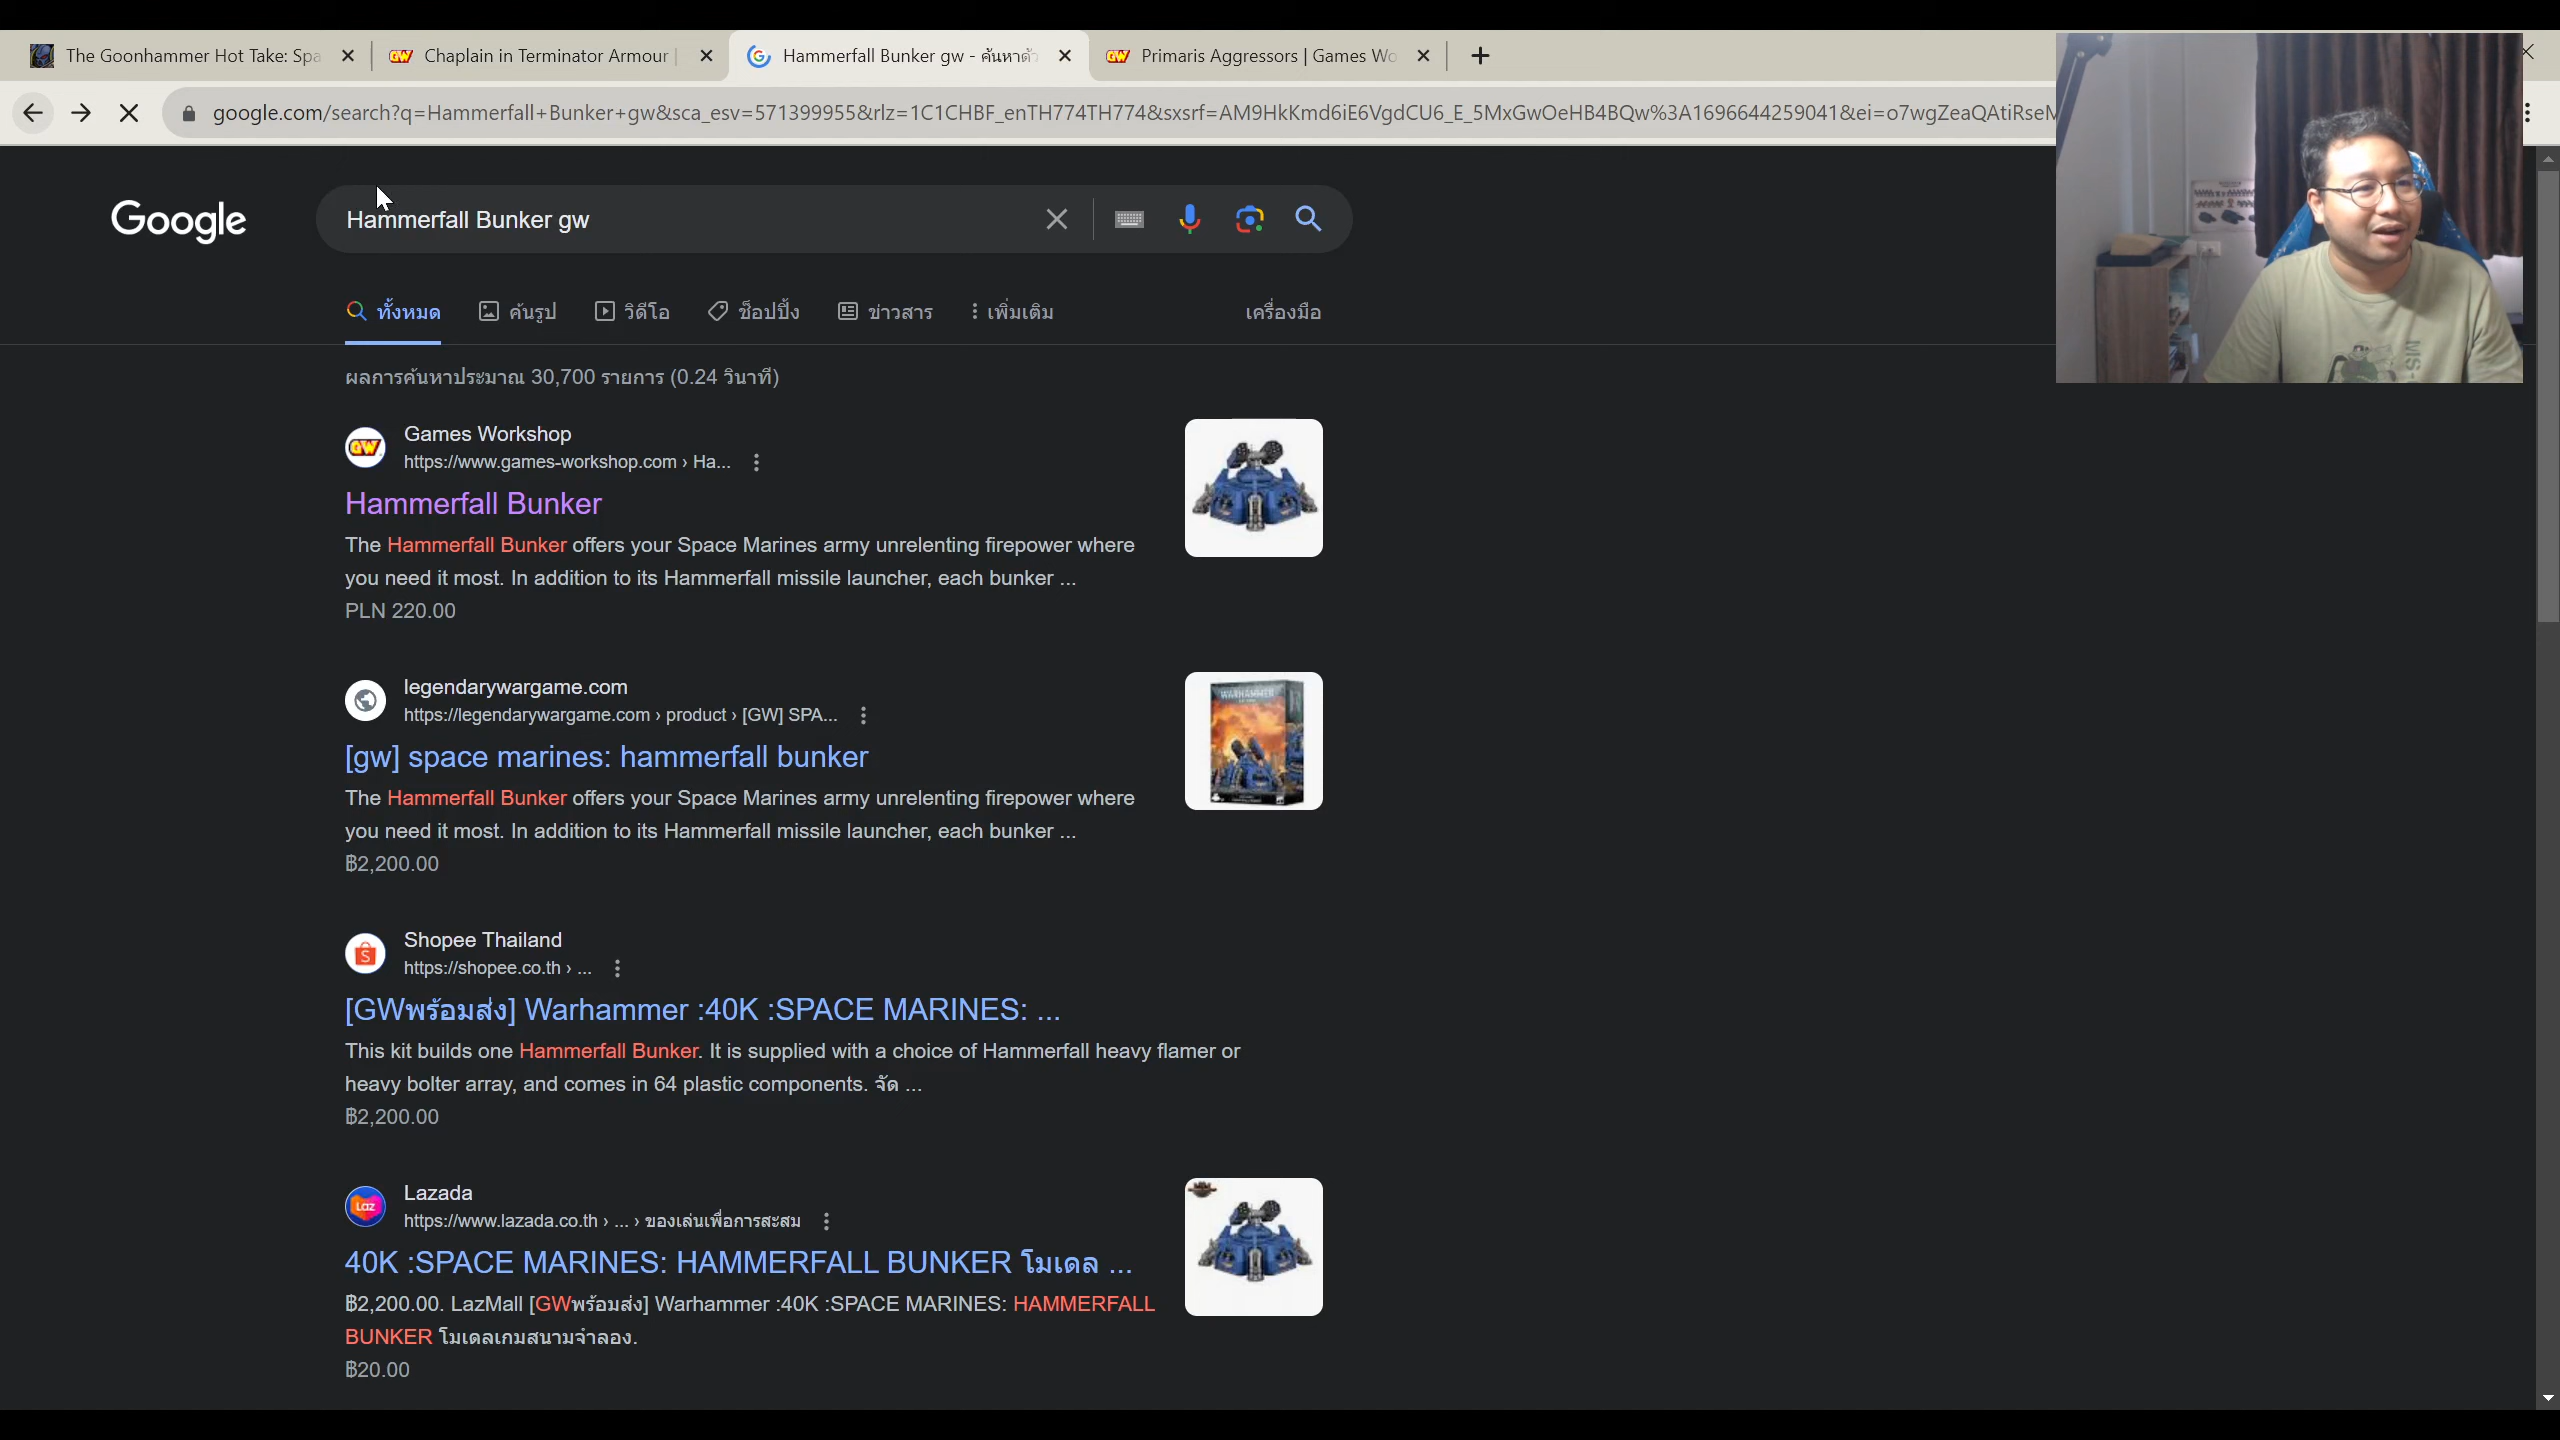 The Goonhammer Hot Take: Spa
Chaplain in Terminator Armour |
Hammerfall Bunker gw - ค้นหาด้ว
Primaris Aggressors | Games Wo
google.com/search?q=Hammerfall+Bunker+gw&sca_esv=571399955&rlz=1C1CHBF_enTH774TH774&sxsrf=AM9HkKmd6iE6VgdCU6_E_5MxGwOeHB4BQw%3A1696644259041&ei=o7wgZeaQAtiRseM
Google
Hammerfall Bunker gw
ทั้งหมด
ค้นรูป
วิดีโอ
ช็อปปิ้ง
ข่าวสาร
เพิ่มเติม
เครื่องมือ
ผลการค้นหาประมาณ 30,700 รายการ (0.24 วินาที)
GW
Games Workshop
https://www.games-workshop.com › Ha...
Hammerfall Bunker
The Hammerfall Bunker offers your Space Marines army unrelenting firepower where
you need it most. In addition to its Hammerfall missile launcher, each bunker ...
PLN 220.00
legendarywargame.com
https://legendarywargame.com › product › [GW] SPA...
[gw] space marines: hammerfall bunker
WARHAMMER
The Hammerfall Bunker offers your Space Marines army unrelenting firepower where
you need it most. In addition to its Hammerfall missile launcher, each bunker ...
฿2,200.00
Shopee Thailand
https://shopee.co.th › ...
[GWพร้อมส่ง] Warhammer :40K :SPACE MARINES: ...
This kit builds one Hammerfall Bunker. It is supplied with a choice of Hammerfall heavy flamer or
heavy bolter array, and comes in 64 plastic components. จัด ...
฿2,200.00
Laz
Lazada
https://www.lazada.co.th › ... › ของเล่นเพื่อการสะสม
40K :SPACE MARINES: HAMMERFALL BUNKER โมเดล ...
฿2,200.00. LazMall [GWพร้อมส่ง] Warhammer :40K :SPACE MARINES: HAMMERFALL
BUNKER โมเดลเกมสนามจำลอง.
฿20.00